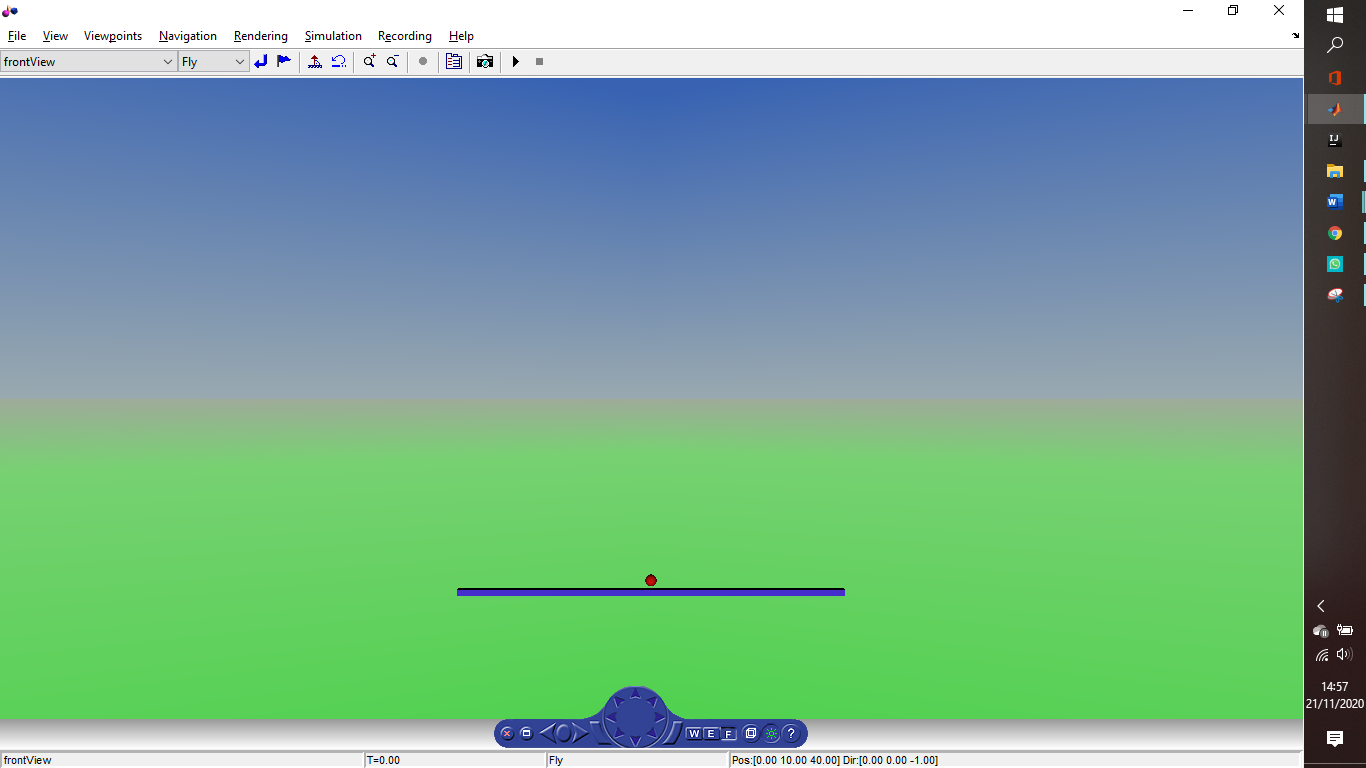 File View Viewpoints Navigation Rendering Simulation Recording Help
frontView Fly
IJ
W
W E F ?
14:57
21/11/2020
frontView T=0.00 Fly Pos:[0.00 10.00 40.00] Dir:[0.00 0.00 -1.00]